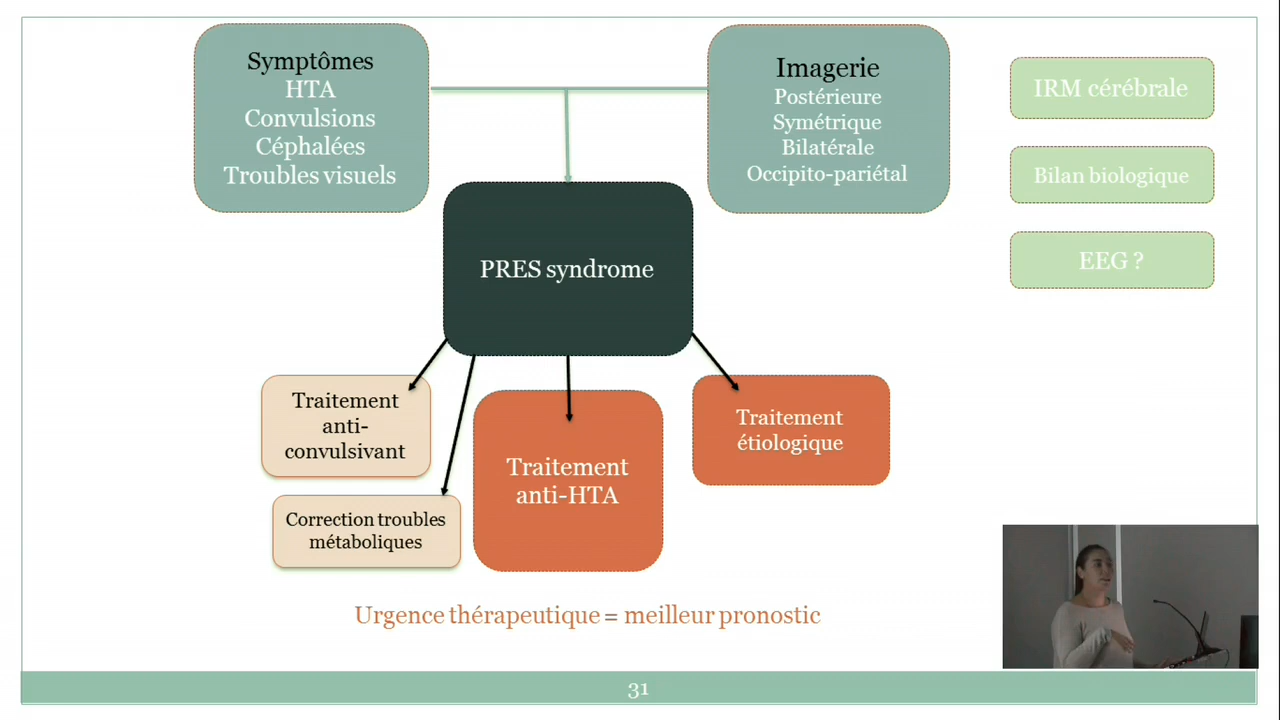 Symptômes
HTA
Convulsions
Céphalées
Troubles visuels
Imagerie
Postérieure
Symétrique
Bilatérale
Occipito-pariétal
IRM cérébrale
Bilan biologique
EEG ?
PRES syndrome
Traitement
anti-
convulsivant
Correction troubles
métaboliques
Traitement
anti-HTA
Traitement
étiologique
Urgence thérapeutique = meilleur pronostic
31